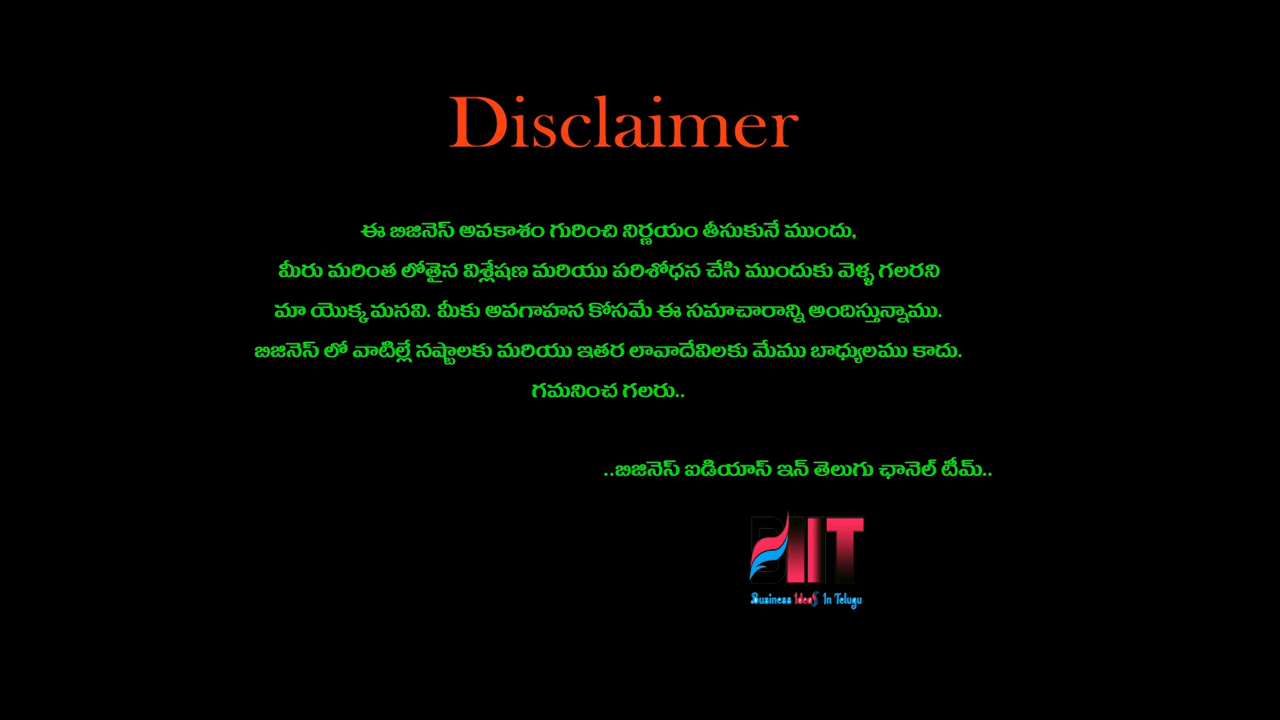 Disclaimer
ఈ బిజినెస్ అవకాశం గురించి నిర్ణయం తీసుకునే ముందు,
మీరు మరింత లోతైన విశ్లేషణ మరియు పరిశోధన చేసి ముందుకు వెళ్ళ గలరని
మా యొక్క మనవి. మీకు అవగాహన కోసమే ఈ సమాచారాన్ని అందిస్తున్నాము.
బిజినెస్ లో వాటిల్లే నష్టాలకు మరియు ఇతర లావాదేవిలకు మేము బాధ్యులము కాదు.
గమనించ గలరు..
..బిజినెస్ ఐడియాస్ ఇన్ తెలుగు ఛానెల్ టీమ్..
BIIT
Business IdeaS In Telugu